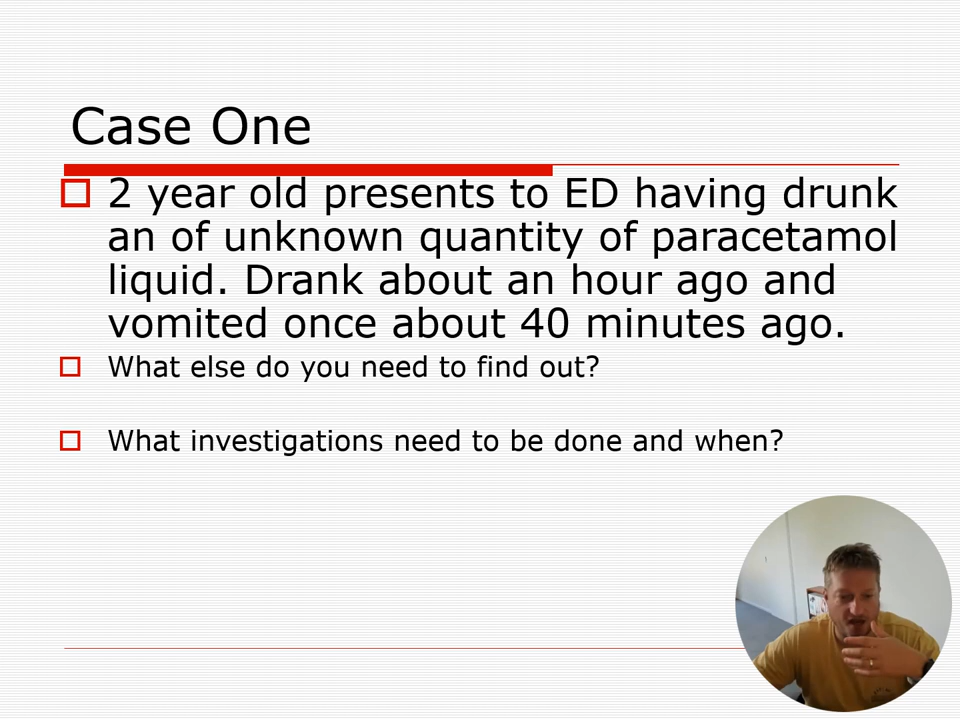 Case One
2 year old presents to ED having drunk
an of unknown quantity of paracetamol
liquid. Drank about an hour ago and
vomited once about 40 minutes ago.
What else do you need to find out?
What investigations need to be done and when?